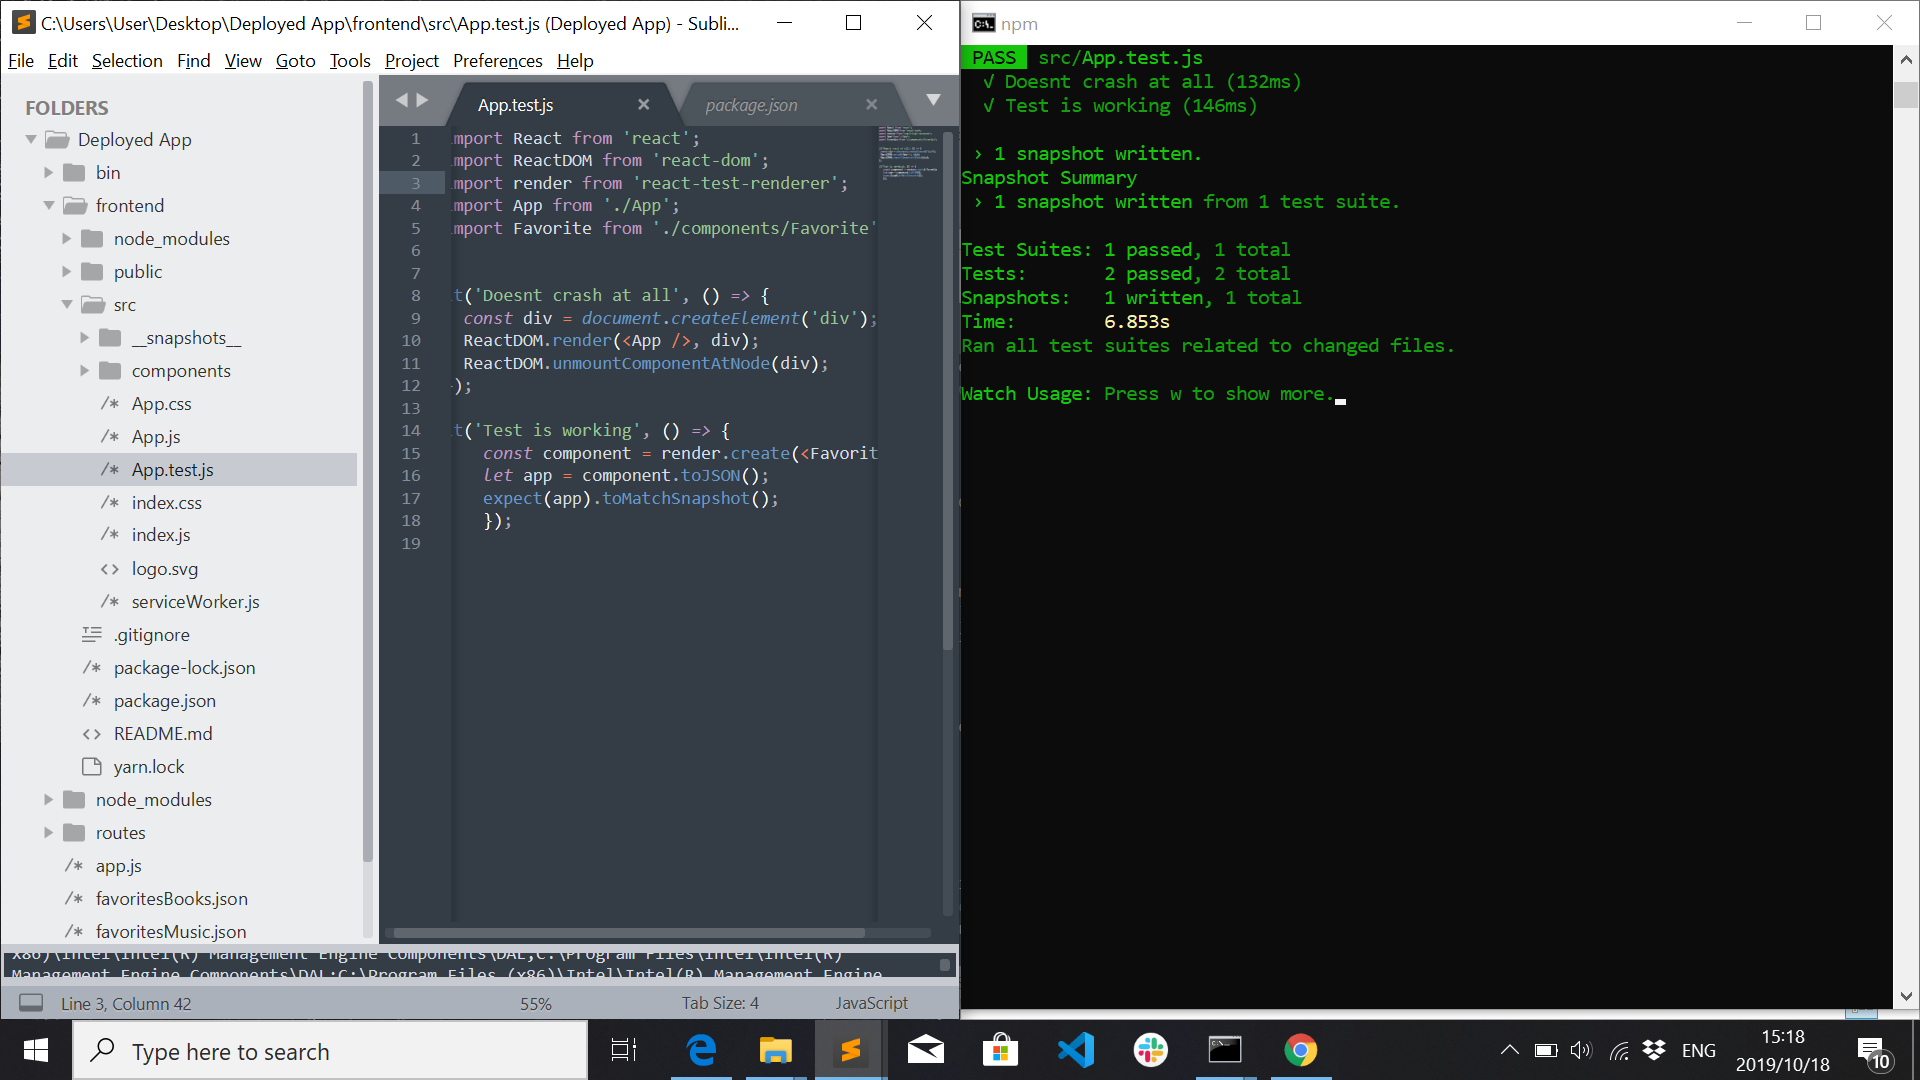 C:\Users\User\Desktop\Deployed App\frontend\src\App.test.js (Deployed App) - Subli...
File Edit Selection Find View Goto Tools Project Preferences Help
FOLDERS
Deployed App
bin
frontend
node_modules
public
src
__snapshots__
components
/* App.css
/* App.js
/* App.test.js
/* index.css
/* index.js
<> logo.svg
/* serviceWorker.js
.gitignore
/* package-lock.json
/* package.json
<> README.md
yarn.lock
node_modules
routes
/* app.js
/* favoritesBooks.json
/* favoritesMusic.json
App.test.js package.json
1 import React from 'react';
2 import ReactDOM from 'react-dom';
3 import render from 'react-test-renderer';
4 import App from './App';
5 import Favorite from './components/Favorite'
6
7
8 it('Doesnt crash at all', () => {
9 const div = document.createElement('div');
10 ReactDOM.render(<App />, div);
11 ReactDOM.unmountComponentAtNode(div);
12 });
13
14 it('Test is working', () => {
15 const component = render.create(<Favorit
16 let app = component.toJSON();
17 expect(app).toMatchSnapshot();
18 });
19
x86)\Intel\Intel(R) Management Engine Components\DAL;C:\Program Files\Intel\Intel(R)
Management Engine Components\DAL;C:\Program Files (x86)\Intel\Intel(R) Management Engine
Line 3, Column 42 55% Tab Size: 4 JavaScript
npm
PASS src/App.test.js
√ Doesnt crash at all (132ms)
√ Test is working (146ms)
› 1 snapshot written.
Snapshot Summary
› 1 snapshot written from 1 test suite.
Test Suites: 1 passed, 1 total
Tests: 2 passed, 2 total
Snapshots: 1 written, 1 total
Time: 6.853s
Ran all test suites related to changed files.
Watch Usage: Press w to show more.
Type here to search
ENG
15:18
2019/10/18
10